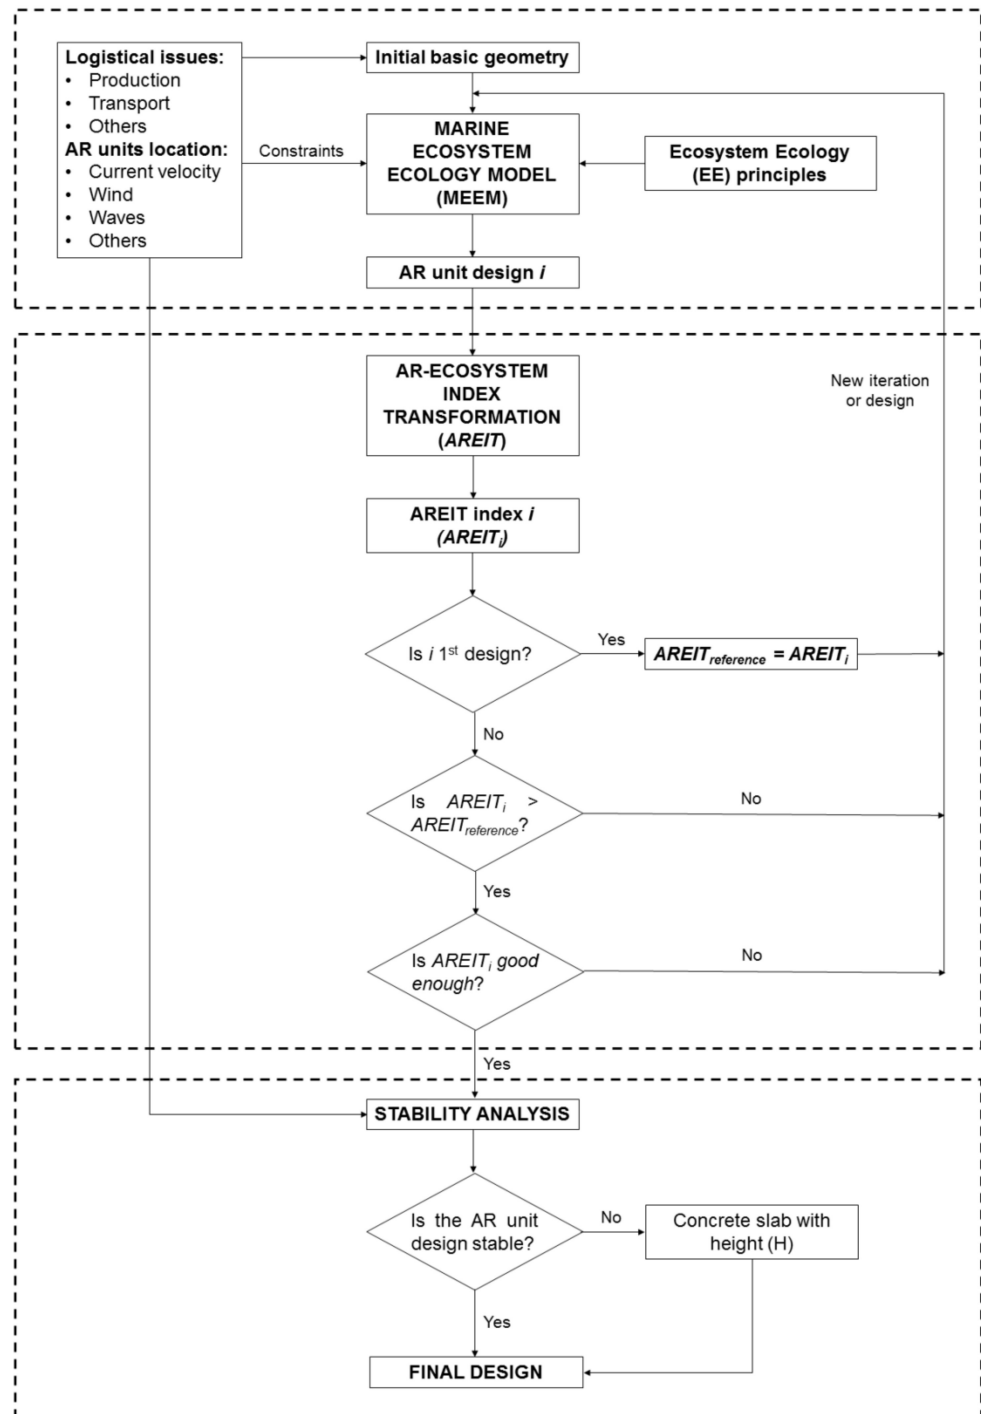 Logistical issues:
• Production
• Transport
• Others
AR units location:
• Current velocity
• Wind
• Waves
• Others
Initial basic geometry
Constraints
MARINE
ECOSYSTEM
ECOLOGY MODEL
(MEEM)
Ecosystem Ecology
(EE) principles
AR unit design i
AR-ECOSYSTEM
INDEX
TRANSFORMATION
(AREIT)
New iteration
or design
AREIT index i
(AREITi)
Is i 1st design?
Yes
AREITreference = AREITi
No
Is AREITi >
AREITreference?
No
Yes
Is AREITi good
enough?
No
Yes
STABILITY ANALYSIS
Is the AR unit
design stable?
No
Concrete slab with
height (H)
Yes
FINAL DESIGN